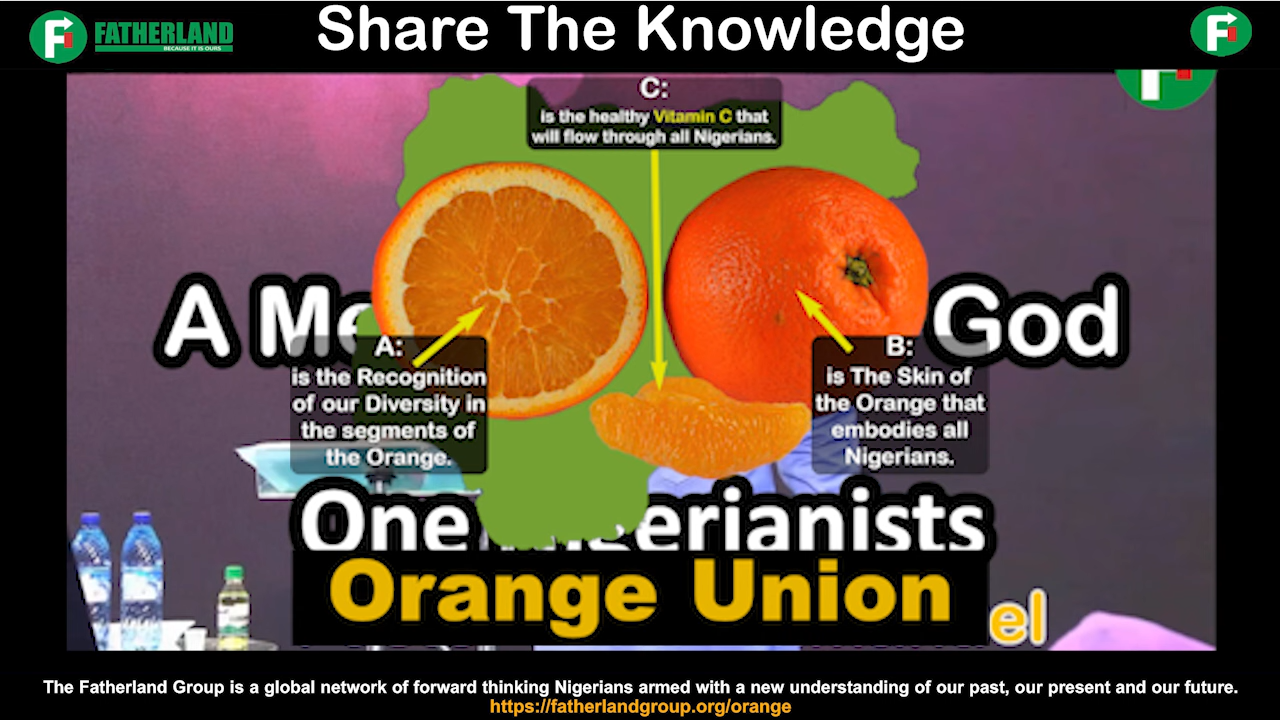 FATHERLAND
BECAUSE IT IS OURS
Share The Knowledge
F
F
C:
is the healthy Vitamin C that
will flow through all Nigerians.
A God
A:
is the Recognition
of our Diversity in
the segments of
the Orange.
B:
is The Skin of
the Orange that
embodies all
Nigerians.
One
Orange Union
The Fatherland Group is a global network of forward thinking Nigerians armed with a new understanding of our past, our present and our future.
https://fatherlandgroup.org/orange